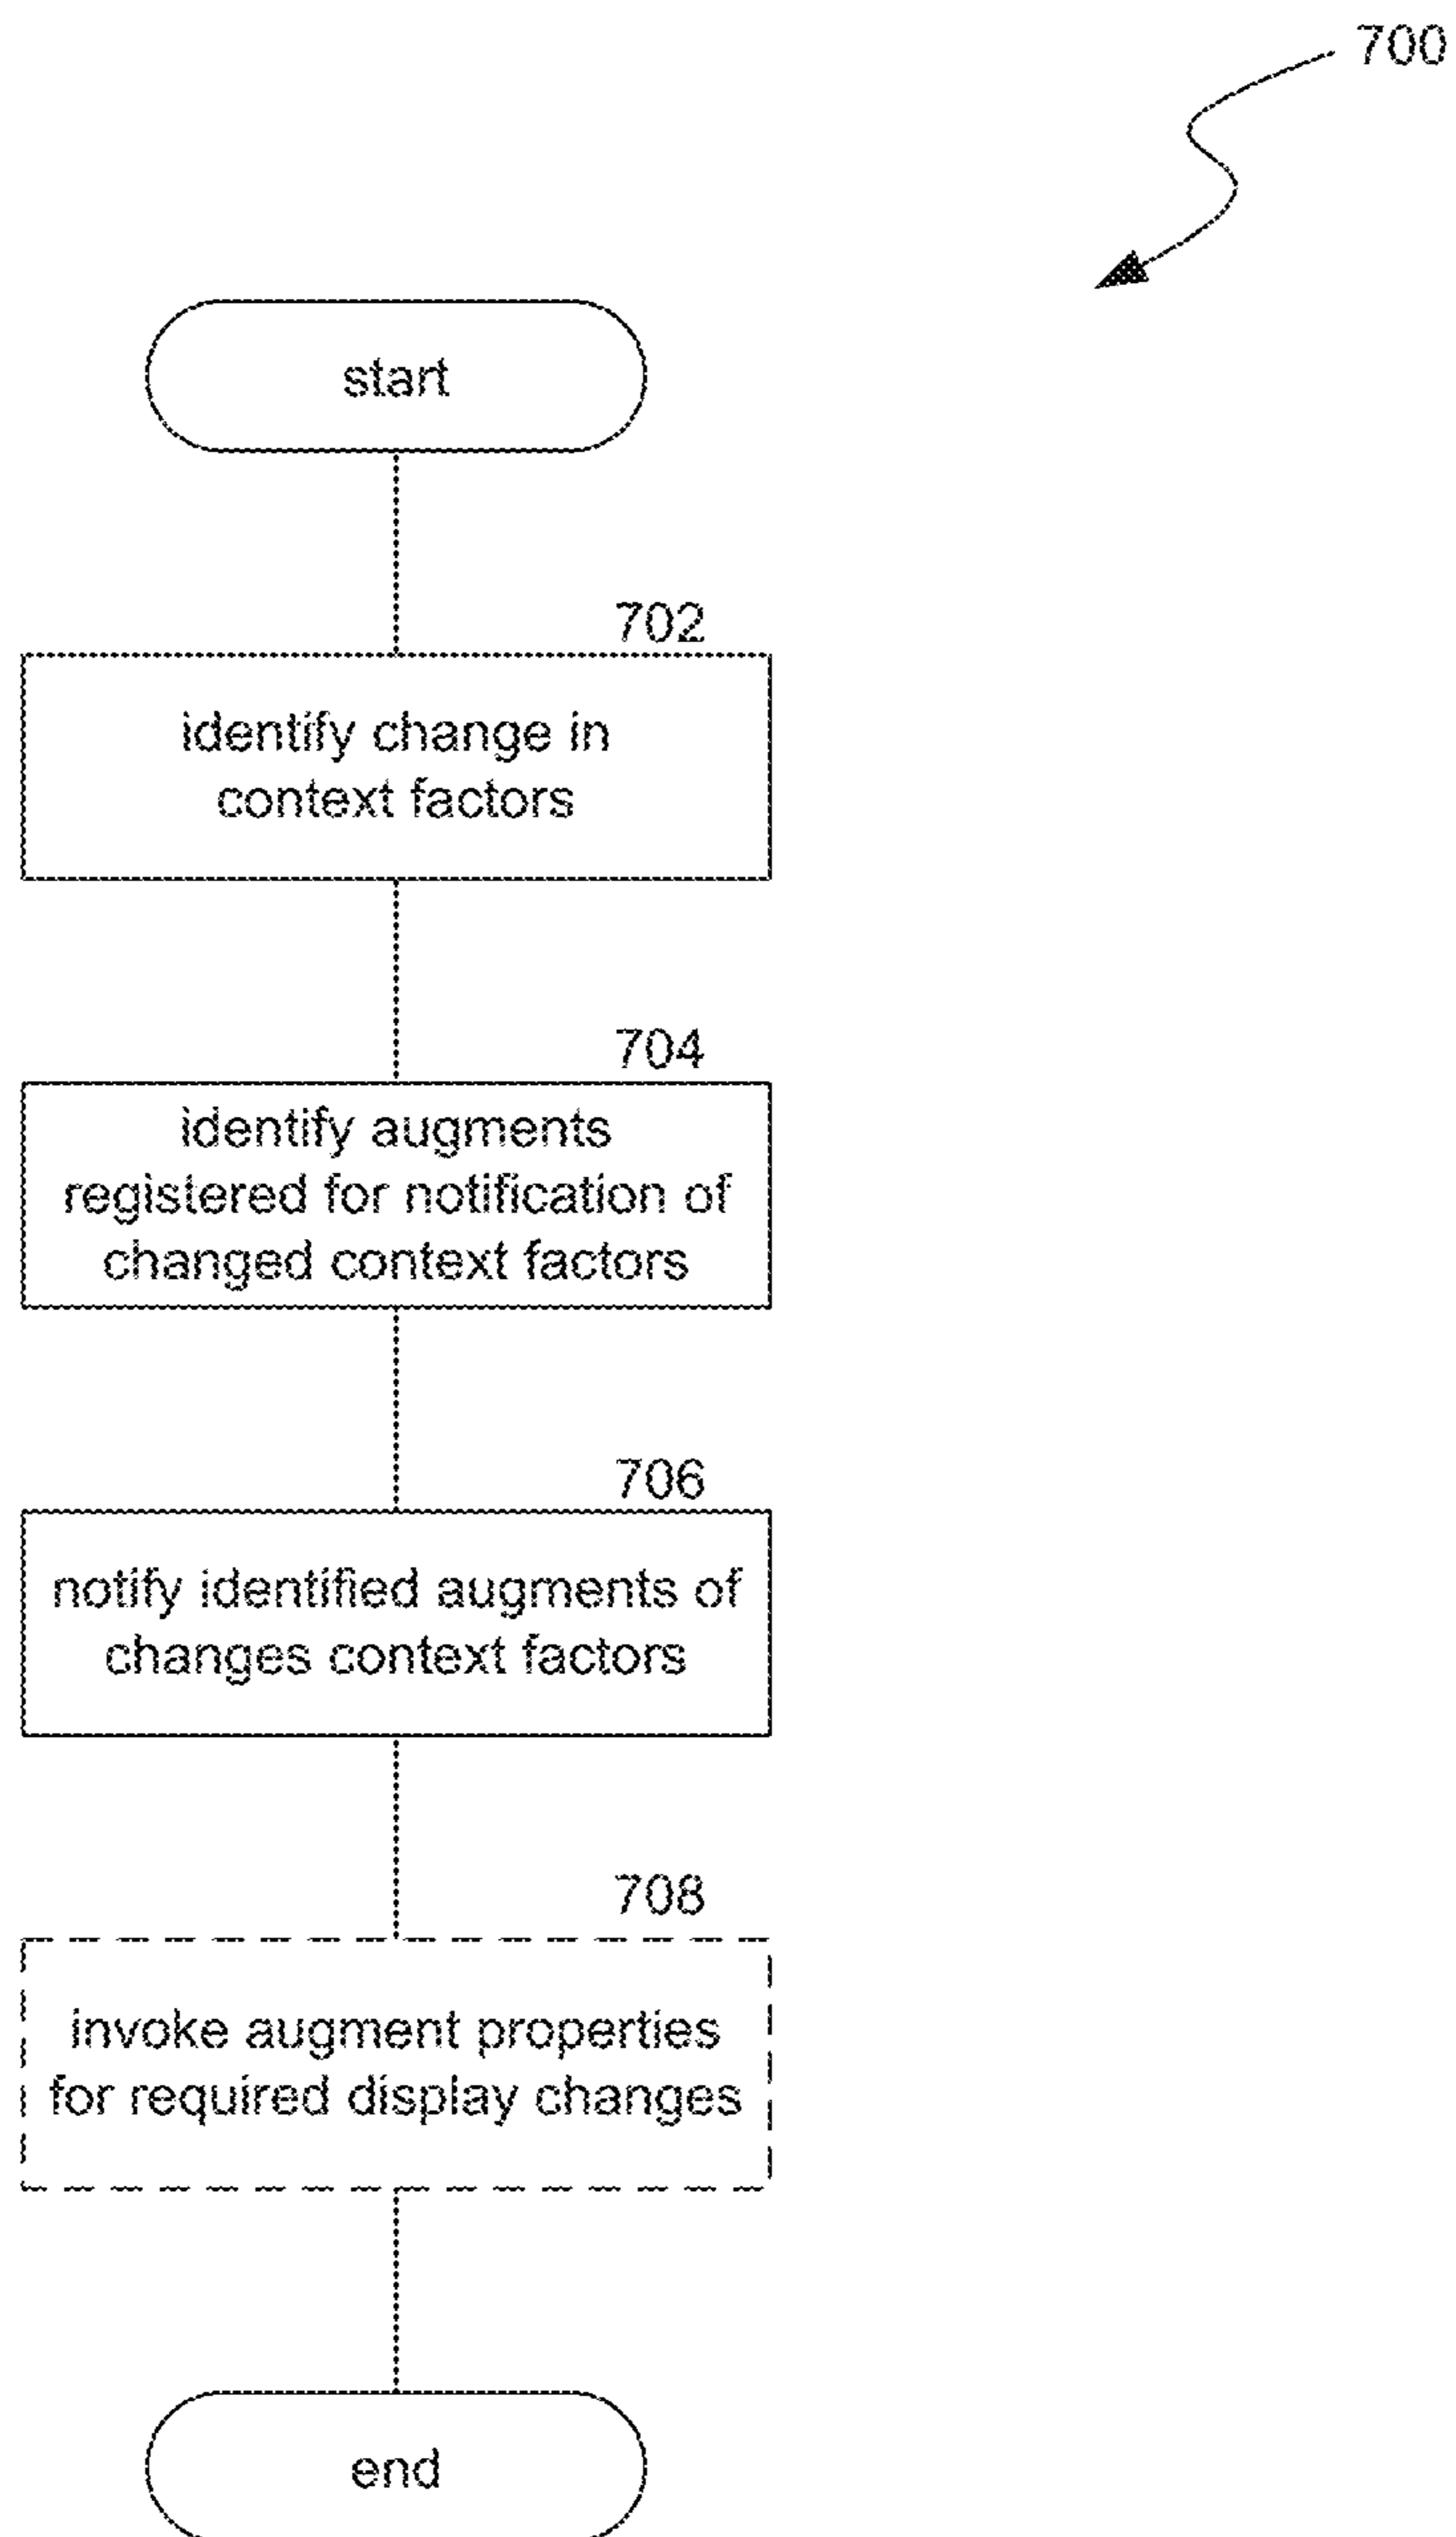 700
start
702
identify change in
context factors
704
identify augments
registered for notification of
changed context factors
706
notify identified augments of
changes context factors
708
invoke augment properties
for required display changes
end